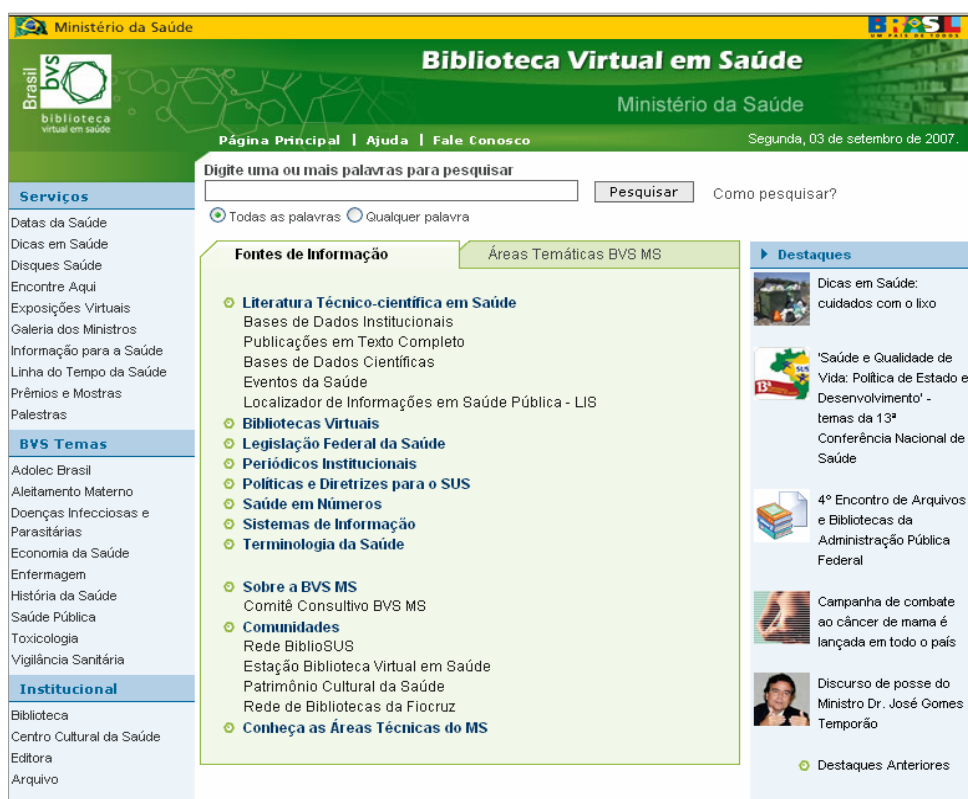 Ministério da Saúde
BRASIL
UM PAÍS DE TODOS
Brasil
bvs
biblioteca
virtual em saúde
Biblioteca Virtual em Saúde
Ministério da Saúde
Página Principal | Ajuda | Fale Conosco
Segunda, 03 de setembro de 2007.
Digite uma ou mais palavras para pesquisar
Pesquisar
Como pesquisar?
Todas as palavras Qualquer palavra
Serviços
Datas da Saúde
Dicas em Saúde
Disques Saúde
Encontre Aqui
Exposições Virtuais
Galeria dos Ministros
Informação para a Saúde
Linha do Tempo da Saúde
Prêmios e Mostras
Palestras
BVS Temas
Adolec Brasil
Aleitamento Materno
Doenças Infecciosas e
Parasitárias
Economia da Saúde
Enfermagem
História da Saúde
Saúde Pública
Toxicologia
Vigilância Sanitária
Institucional
Biblioteca
Centro Cultural da Saúde
Editora
Arquivo
Fontes de Informação
Áreas Temáticas BVS MS
Literatura Técnico-científica em Saúde
Bases de Dados Institucionais
Publicações em Texto Completo
Bases de Dados Científicas
Eventos da Saúde
Localizador de Informações em Saúde Pública - LIS
Bibliotecas Virtuais
Legislação Federal da Saúde
Periódicos Institucionais
Políticas e Diretrizes para o SUS
Saúde em Números
Sistemas de Informação
Terminologia da Saúde
Sobre a BVS MS
Comitê Consultivo BVS MS
Comunidades
Rede BiblioSUS
Estação Biblioteca Virtual em Saúde
Patrimônio Cultural da Saúde
Rede de Bibliotecas da Fiocruz
Conheça as Áreas Técnicas do MS
Destaques
Dicas em Saúde:
cuidados com o lixo
SUS
13ª
'Saúde e Qualidade de
Vida: Política de Estado e
Desenvolvimento' -
temas da 13ª
Conferência Nacional de
Saúde
4º Encontro de Arquivos
e Bibliotecas da
Administração Pública
Federal
Campanha de combate
ao câncer de mama é
lançada em todo o país
Discurso de posse do
Ministro Dr. José Gomes
Temporão
Destaques Anteriores